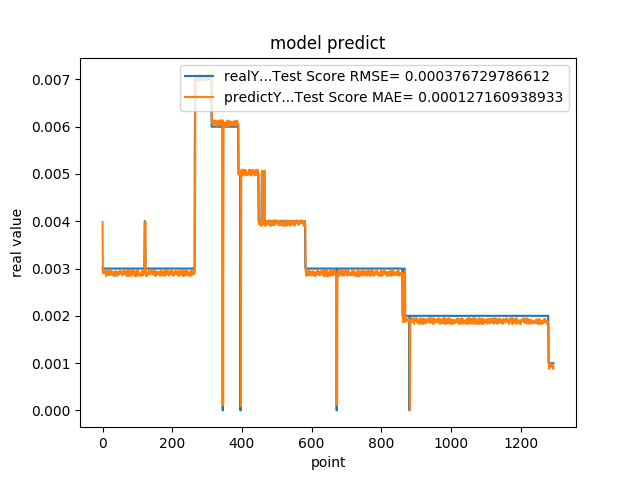 model predict
realY...Test Score RMSE= 0.000376729786612
predictY...Test Score MAE= 0.000127160938933
0.007
0.006
0.005
0.004
0.003
0.002
0.001
0.000
real value
0 200 400 600 800 1000 1200
point